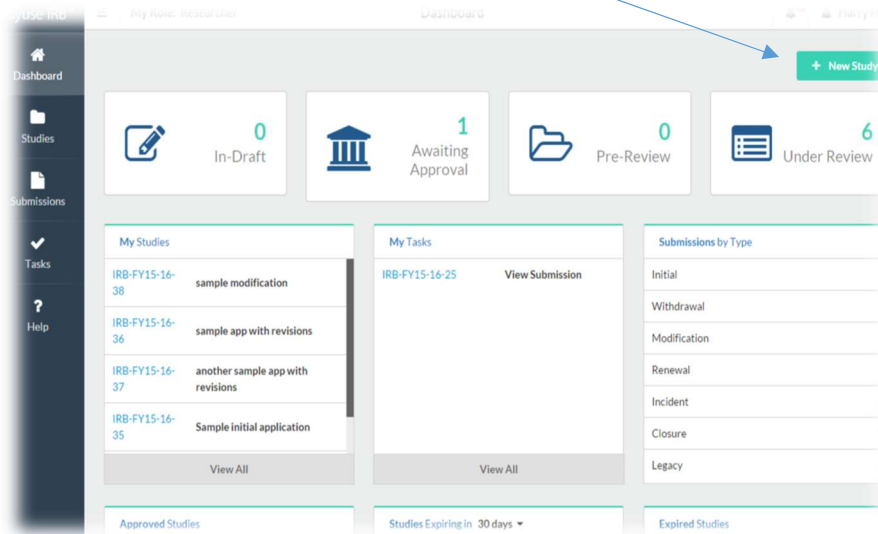 My Role: Researcher
Dashboard
Dashboard
Studies
Submissions
Tasks
Help
+ New Study
0
In-Draft
1
Awaiting
Approval
0
Pre-Review
6
Under Review
My Studies
IRB-FY15-16-
38
sample modification
IRB-FY15-16-
36
sample app with revisions
IRB-FY15-16-
37
another sample app with
revisions
IRB-FY15-16-
35
Sample initial application
View All
My Tasks
IRB-FY15-16-25
View Submission
View All
Submissions by Type
Initial
Withdrawal
Modification
Renewal
Incident
Closure
Legacy
Approved Studies
Studies Expiring in 30 days
Expired Studies